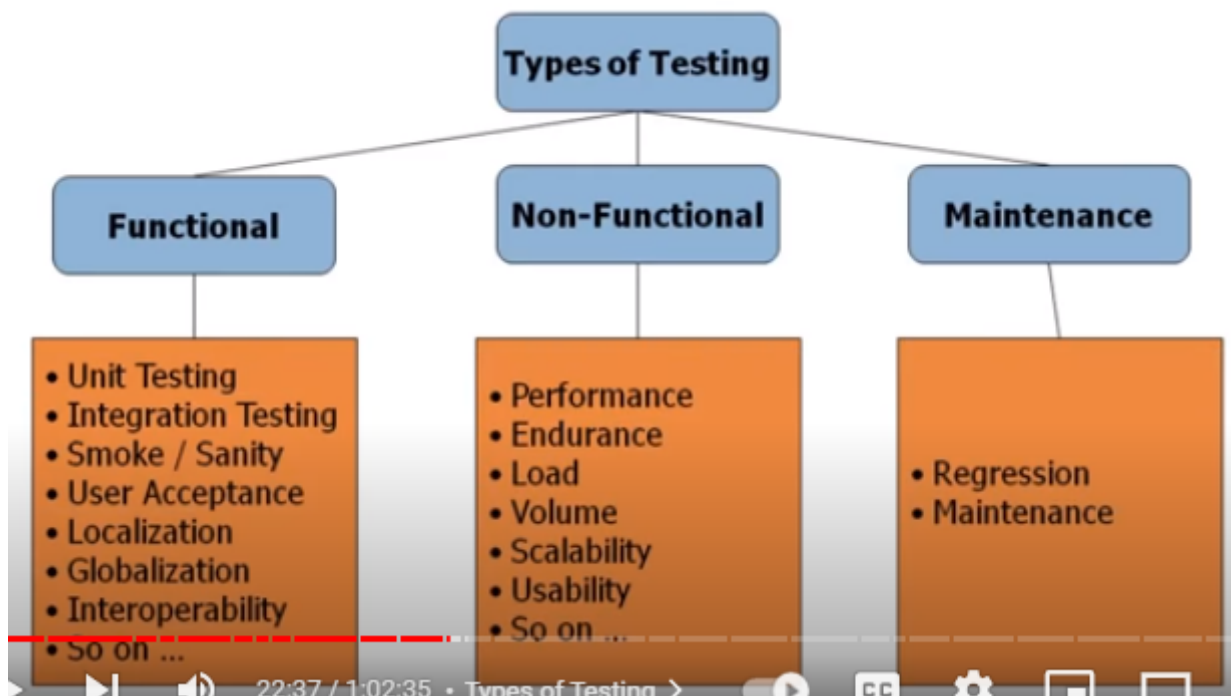 Types of Testing
Functional
Non-Functional
Maintenance
• Unit Testing
• Integration Testing
• Smoke / Sanity
• User Acceptance
• Localization
• Globalization
• Interoperability
• So on ...
• Performance
• Endurance
• Load
• Volume
• Scalability
• Usability
• So on ...
• Regression
• Maintenance
22:37 / 1:02:35 • Types of Testing >
CC